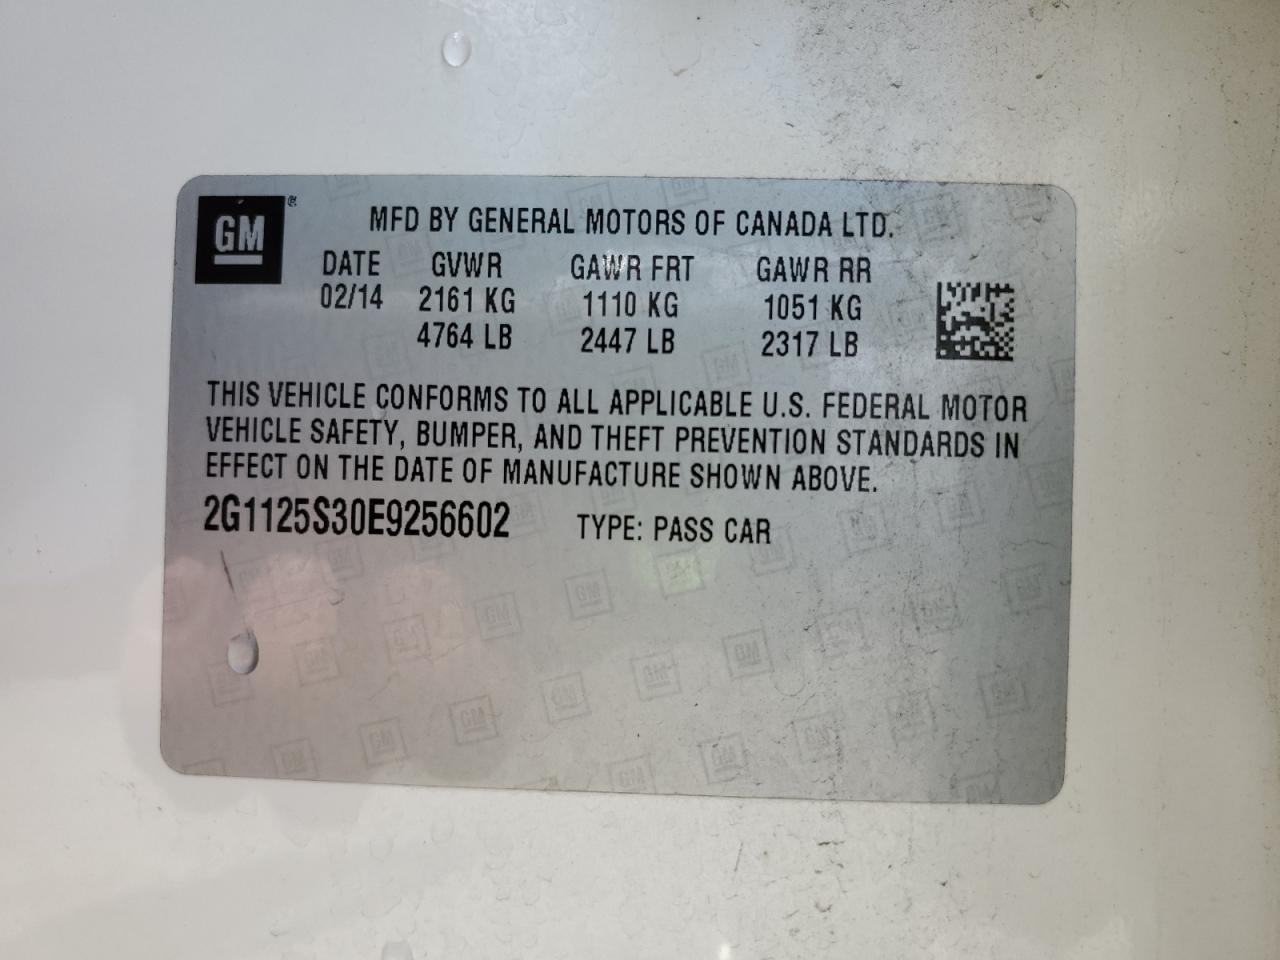 GM
MFD BY GENERAL MOTORS OF CANADA LTD.
DATE GVWR GAWR FRT GAWR RR
02/14 2161 KG 1110 KG 1051 KG
4764 LB 2447 LB 2317 LB
THIS VEHICLE CONFORMS TO ALL APPLICABLE U.S. FEDERAL MOTOR
VEHICLE SAFETY, BUMPER, AND THEFT PREVENTION STANDARDS IN
EFFECT ON THE DATE OF MANUFACTURE SHOWN ABOVE.
2G1125S30E9256602 TYPE: PASS CAR